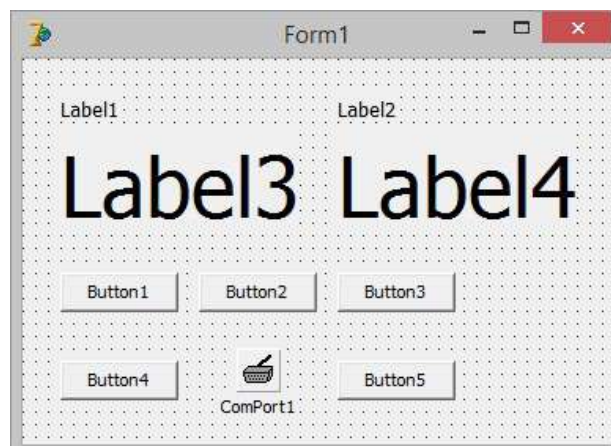 Form1
Label1 Label2
Label3 Label4
Button1 Button2 Button3
Button4 Button5
ComPort1